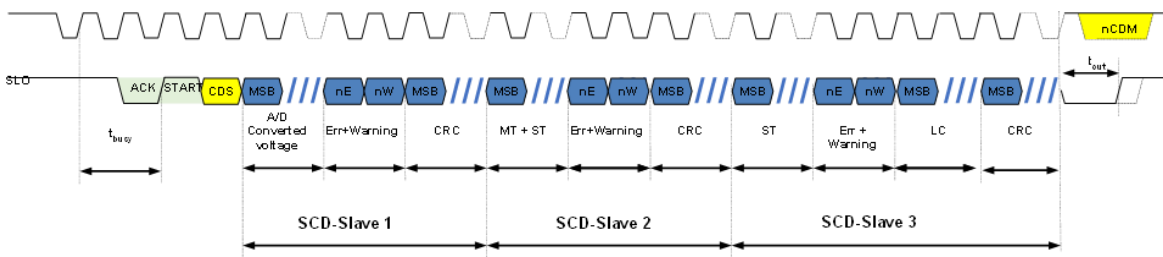 nCDM
SLO
t_out
ACK START CDS MSB nE nW MSB MSB nE nW MSB MSB nE nW MSB MSB
A/D
Converted
voltage
Err+Warning
CRC
MT + ST
Err+Warning
CRC
ST
Err +
Warning
LC
CRC
t_busy
SCD-Slave 1
SCD-Slave 2
SCD-Slave 3